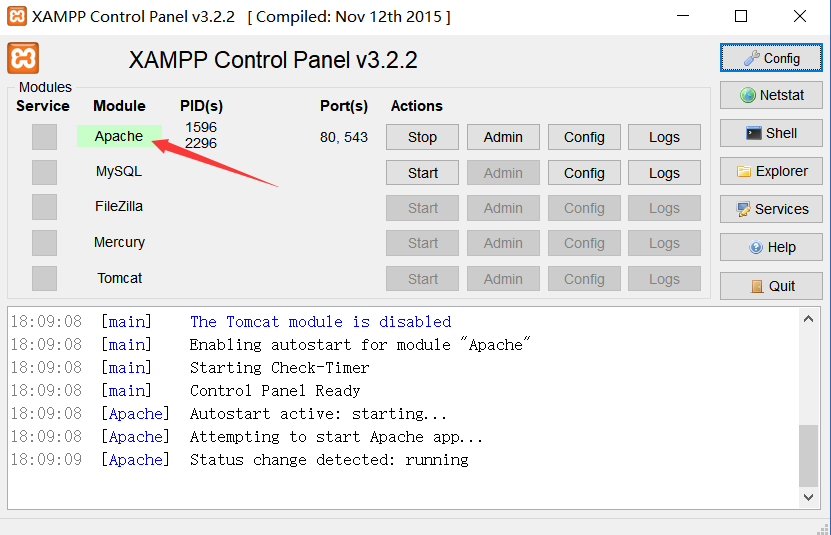 XAMPP Control Panel v3.2.2 [ Compiled: Nov 12th 2015 ]
XAMPP Control Panel v3.2.2
Config
Modules
Service Module PID(s) Port(s) Actions
Netstat
Apache 1596 2296 80, 543 Stop Admin Config Logs
Shell
MySQL Start Admin Config Logs
Explorer
FileZilla Start Admin Config Logs
Services
Mercury Start Admin Config Logs
Help
Tomcat Start Admin Config Logs
Quit
18:09:08 [main] The Tomcat module is disabled
18:09:08 [main] Enabling autostart for module "Apache"
18:09:08 [main] Starting Check-Timer
18:09:08 [main] Control Panel Ready
18:09:08 [Apache] Autostart active: starting...
18:09:08 [Apache] Attempting to start Apache app...
18:09:09 [Apache] Status change detected: running